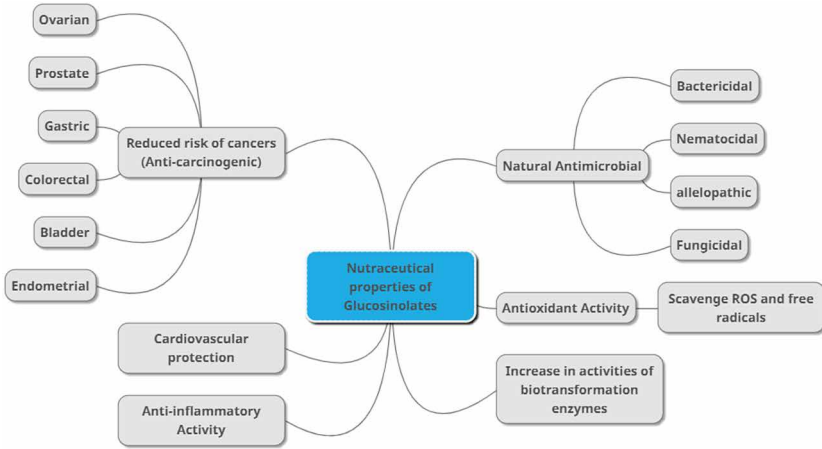 Ovarian
Prostate
Gastric
Colorectal
Bladder
Endometrial
Reduced risk of cancers
(Anti-carcinogenic)
Cardiovascular
protection
Anti-inflammatory
Activity
Nutraceutical
properties of
Glucosinolates
Natural Antimicrobial
Bactericidal
Nematocidal
allelopathic
Fungicidal
Antioxidant Activity
Scavenge ROS and free
radicals
Increase in activities of
biotransformation
enzymes